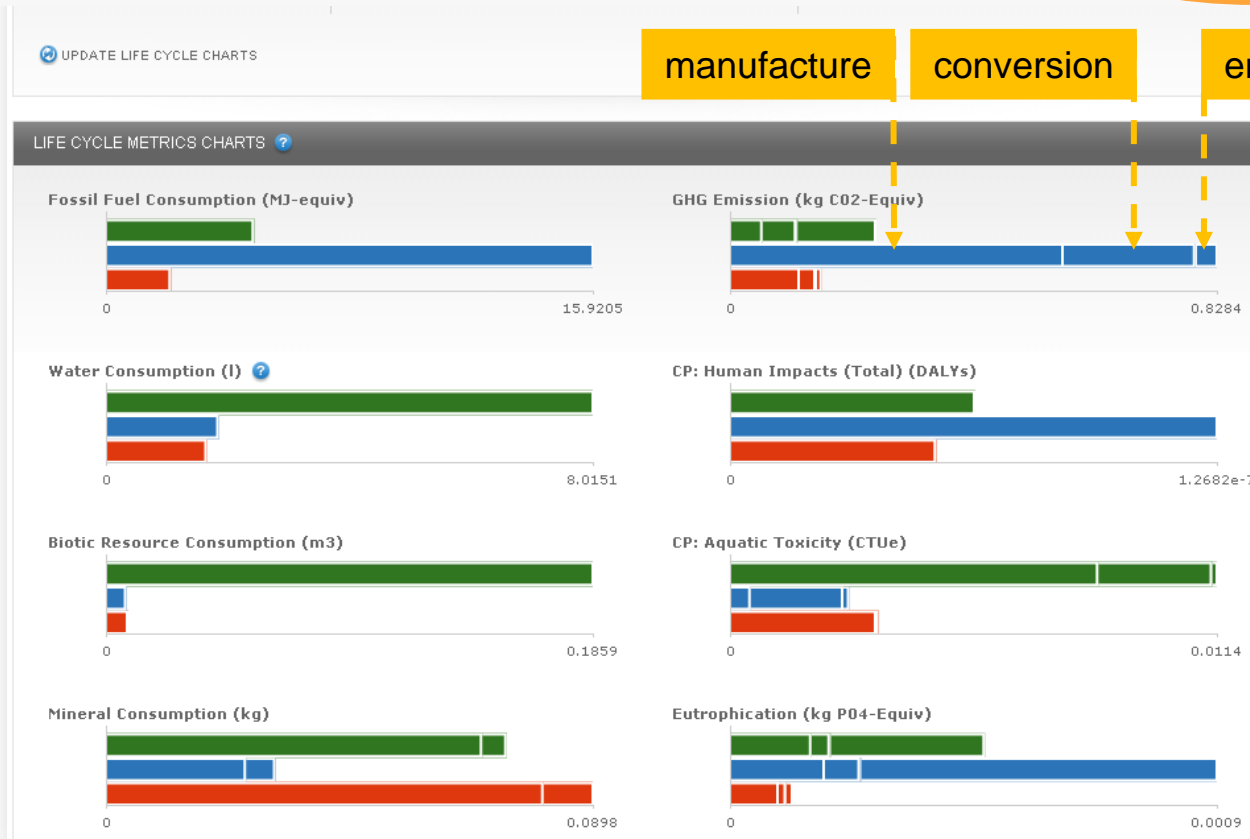 UPDATE LIFE CYCLE CHARTS
manufacture
conversion
LIFE CYCLE METRICS CHARTS ?
Fossil Fuel Consumption (MJ-equiv)
0 15.9205
GHG Emission (kg C02-Equiv)
0 0.8284
Water Consumption (l) ?
0 8.0151
CP: Human Impacts (Total) (DALYs)
0
Biotic Resource Consumption (m3)
0 0.1859
CP: Aquatic Toxicity (CTUe)
0 0.0114
Mineral Consumption (kg)
0 0.0898
Eutrophication (kg P04-Equiv)
0 0.0009